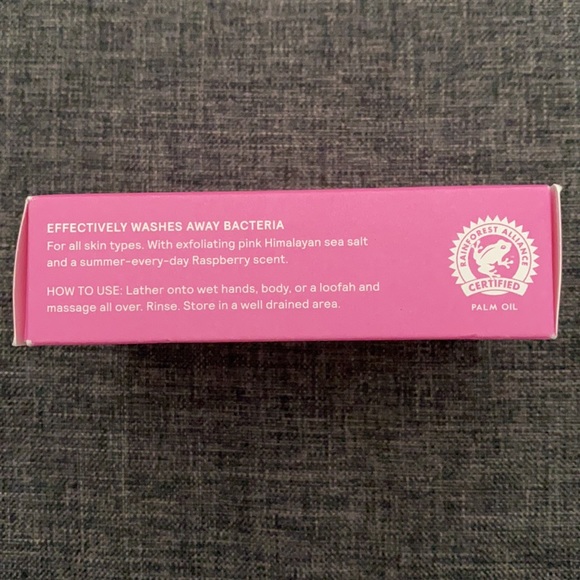 EFFECTIVELY WASHES AWAY BACTERIA
For all skin types. With exfoliating pink Himalayan sea salt
and a summer-every-day Raspberry scent.
HOW TO USE: Lather onto wet hands, body, or a loofah and
massage all over. Rinse. Store in a well drained area.
RAINFOREST ALLIANCE
CERTIFIED
PALM OIL